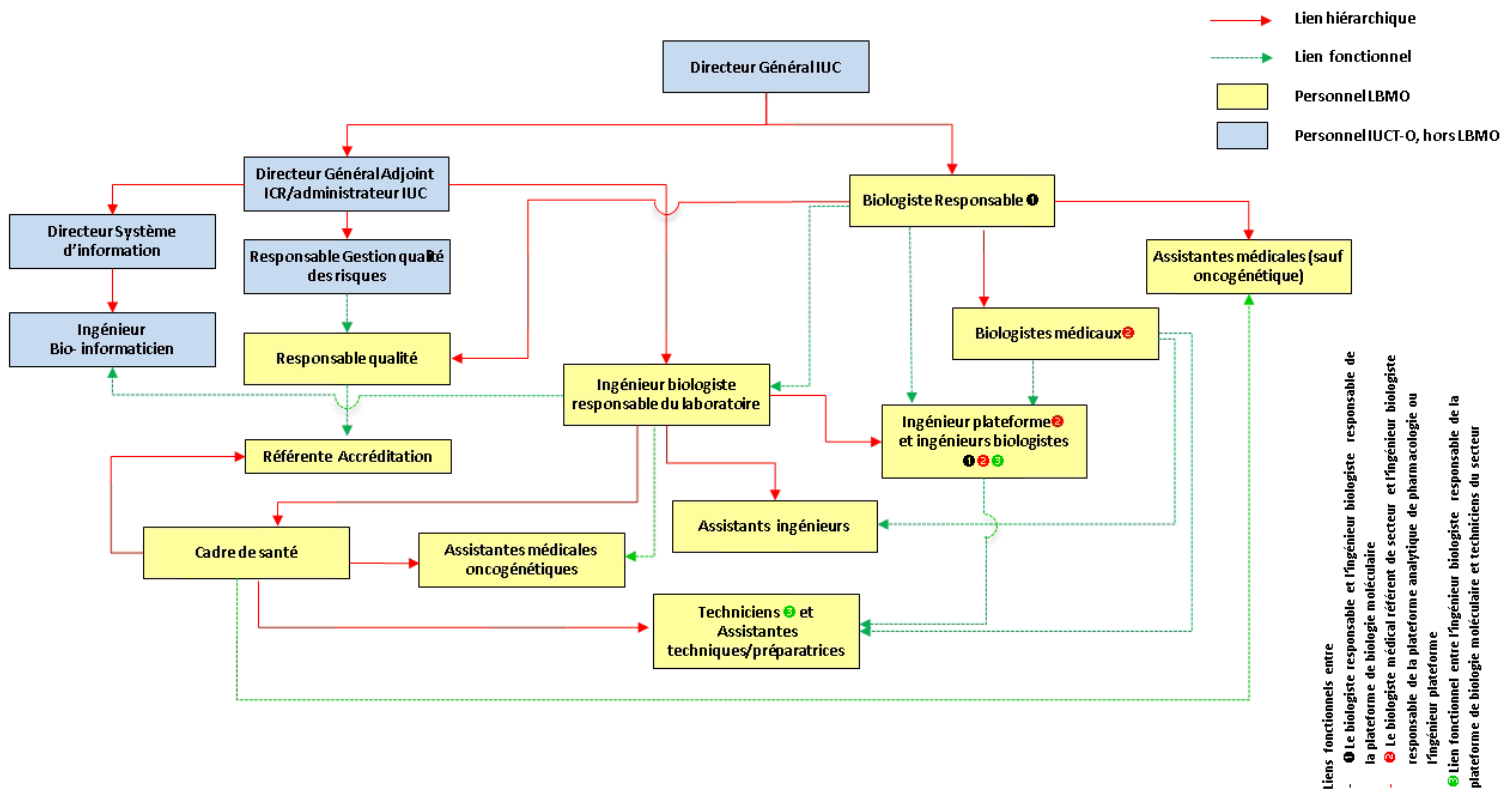 Lien hiérarchique
Lien fonctionnel
Personnel LBMO
Personnel IUCT-O, hors LBMO
Directeur Général IUC
Directeur Général Adjoint
ICR/administrateur IUC
Biologiste Responsable ❶
Directeur Système
d'information
Responsable Gestion qualité
des risques
Assistantes médicales (sauf
oncogénétique)
Ingénieur
Bio- informaticien
Responsable qualité
Biologistes médicaux❷
Ingénieur biologiste
responsable du laboratoire
Ingénieur plateforme❷
et ingénieurs biologistes
❶ ❷ ❸
Référente Accréditation
Assistants ingénieurs
Cadre de santé
Assistantes médicales
oncogénétiques
Techniciens ❸ et
Assistantes
techniques/préparatrices
Liens fonctionnels entre
- ❶ Le biologiste responsable et l'ingénieur biologiste responsable de
la plateforme de biologie moléculaire
- ❷ Le biologiste médical référent de secteur et l'ingénieur biologiste
responsable de la plateforme analytique de pharmacologie ou
l'ingénieur plateforme
❸ Lien fonctionnel entre l'ingénieur biologiste responsable de la
plateforme de biologie moléculaire et techniciens du secteur